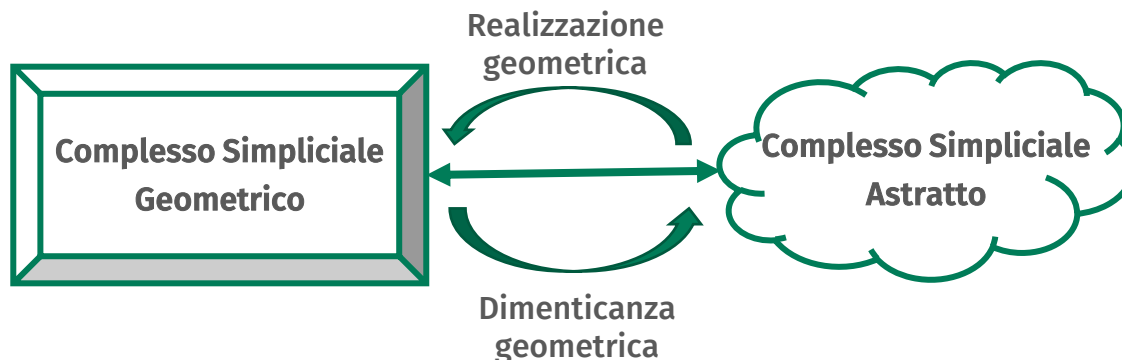 Realizzazione
geometrica
Complesso Simpliciale
Geometrico
Complesso Simpliciale
Astratto
Dimenticanza
geometrica